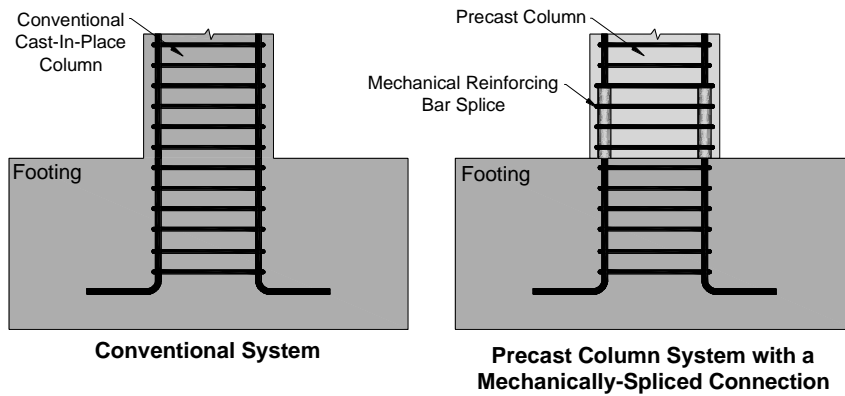 Conventional
Cast-In-Place
Column
Footing
Conventional System
Precast Column
Mechanical Reinforcing
Bar Splice
Footing
Precast Column System with a
Mechanically-Spliced Connection